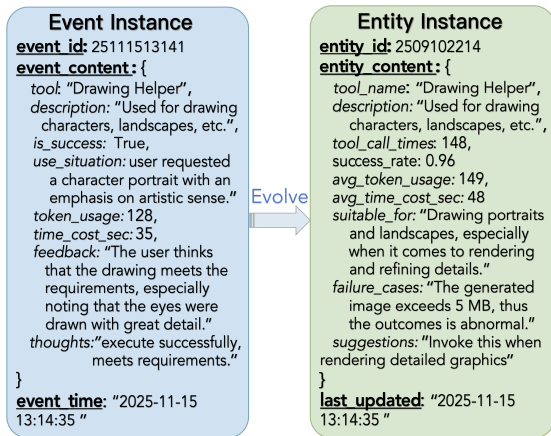 Event Instance
event_id: 25111513141
event_content: {
tool: “Drawing Helper”,
description: “Used for drawing
characters, landscapes, etc.”,
is_success: True,
use_situation: user requested
a character portrait with an
emphasis on artistic sense.”
token_usage: 128,
time_cost_sec: 35,
feedback: “The user thinks
that the drawing meets the
requirements, especially
noting that the eyes were
drawn with great detail.”
thoughts:”execute successfully,
meets requirements.”
}
event_time: “2025-11-15
13:14:35 ”
Evolve
Entity Instance
entity_id: 2509102214
entity_content: {
tool_name: “Drawing Helper”,
description: “Used for drawing
characters, landscapes, etc.”,
tool_call_times: 148,
success_rate: 0.96
avg_token_usage: 149,
avg_time_cost_sec: 48
suitable_for: “Drawing portraits
and landscapes, especially
when it comes to rendering
and refining details.”
failure_cases: “The generated
image exceeds 5 MB, thus
the outcomes is abnormal.”
suggestions: “Invoke this when
rendering detailed graphics”
}
last_updated: “2025-11-15
13:14:35 ”